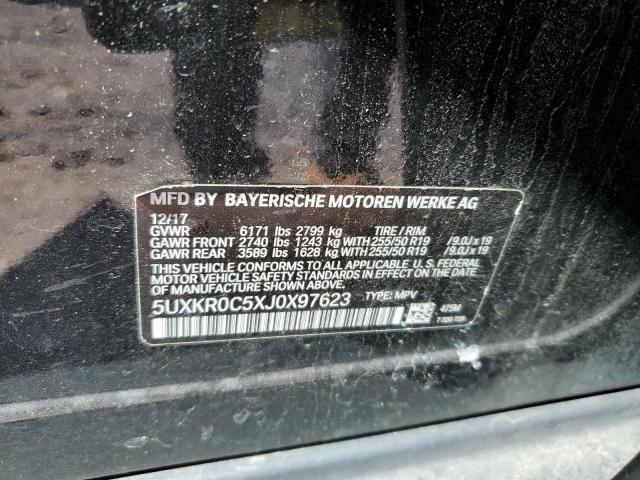 MFD BY BAYERISCHE MOTOREN WERKE AG
12/17
GVWR 6171 lbs 2799 kg TIRE / RIM
GAWR FRONT 2740 lbs 1243 kg WITH 255/50 R19 /9.0J x 19
GAWR REAR 3589 lbs 1628 kg WITH 255/50 R19 /9.0J x 19
THIS VEHICLE CONFORMS TO ALL APPLICABLE U. S. FEDERAL
MOTOR VEHICLE SAFETY STANDARDS IN EFFECT ON THE DATE
OF MANUFACTURE SHOWN ABOVE.
5UXKR0C5XJ0X97623 TYPE: MPV
475M